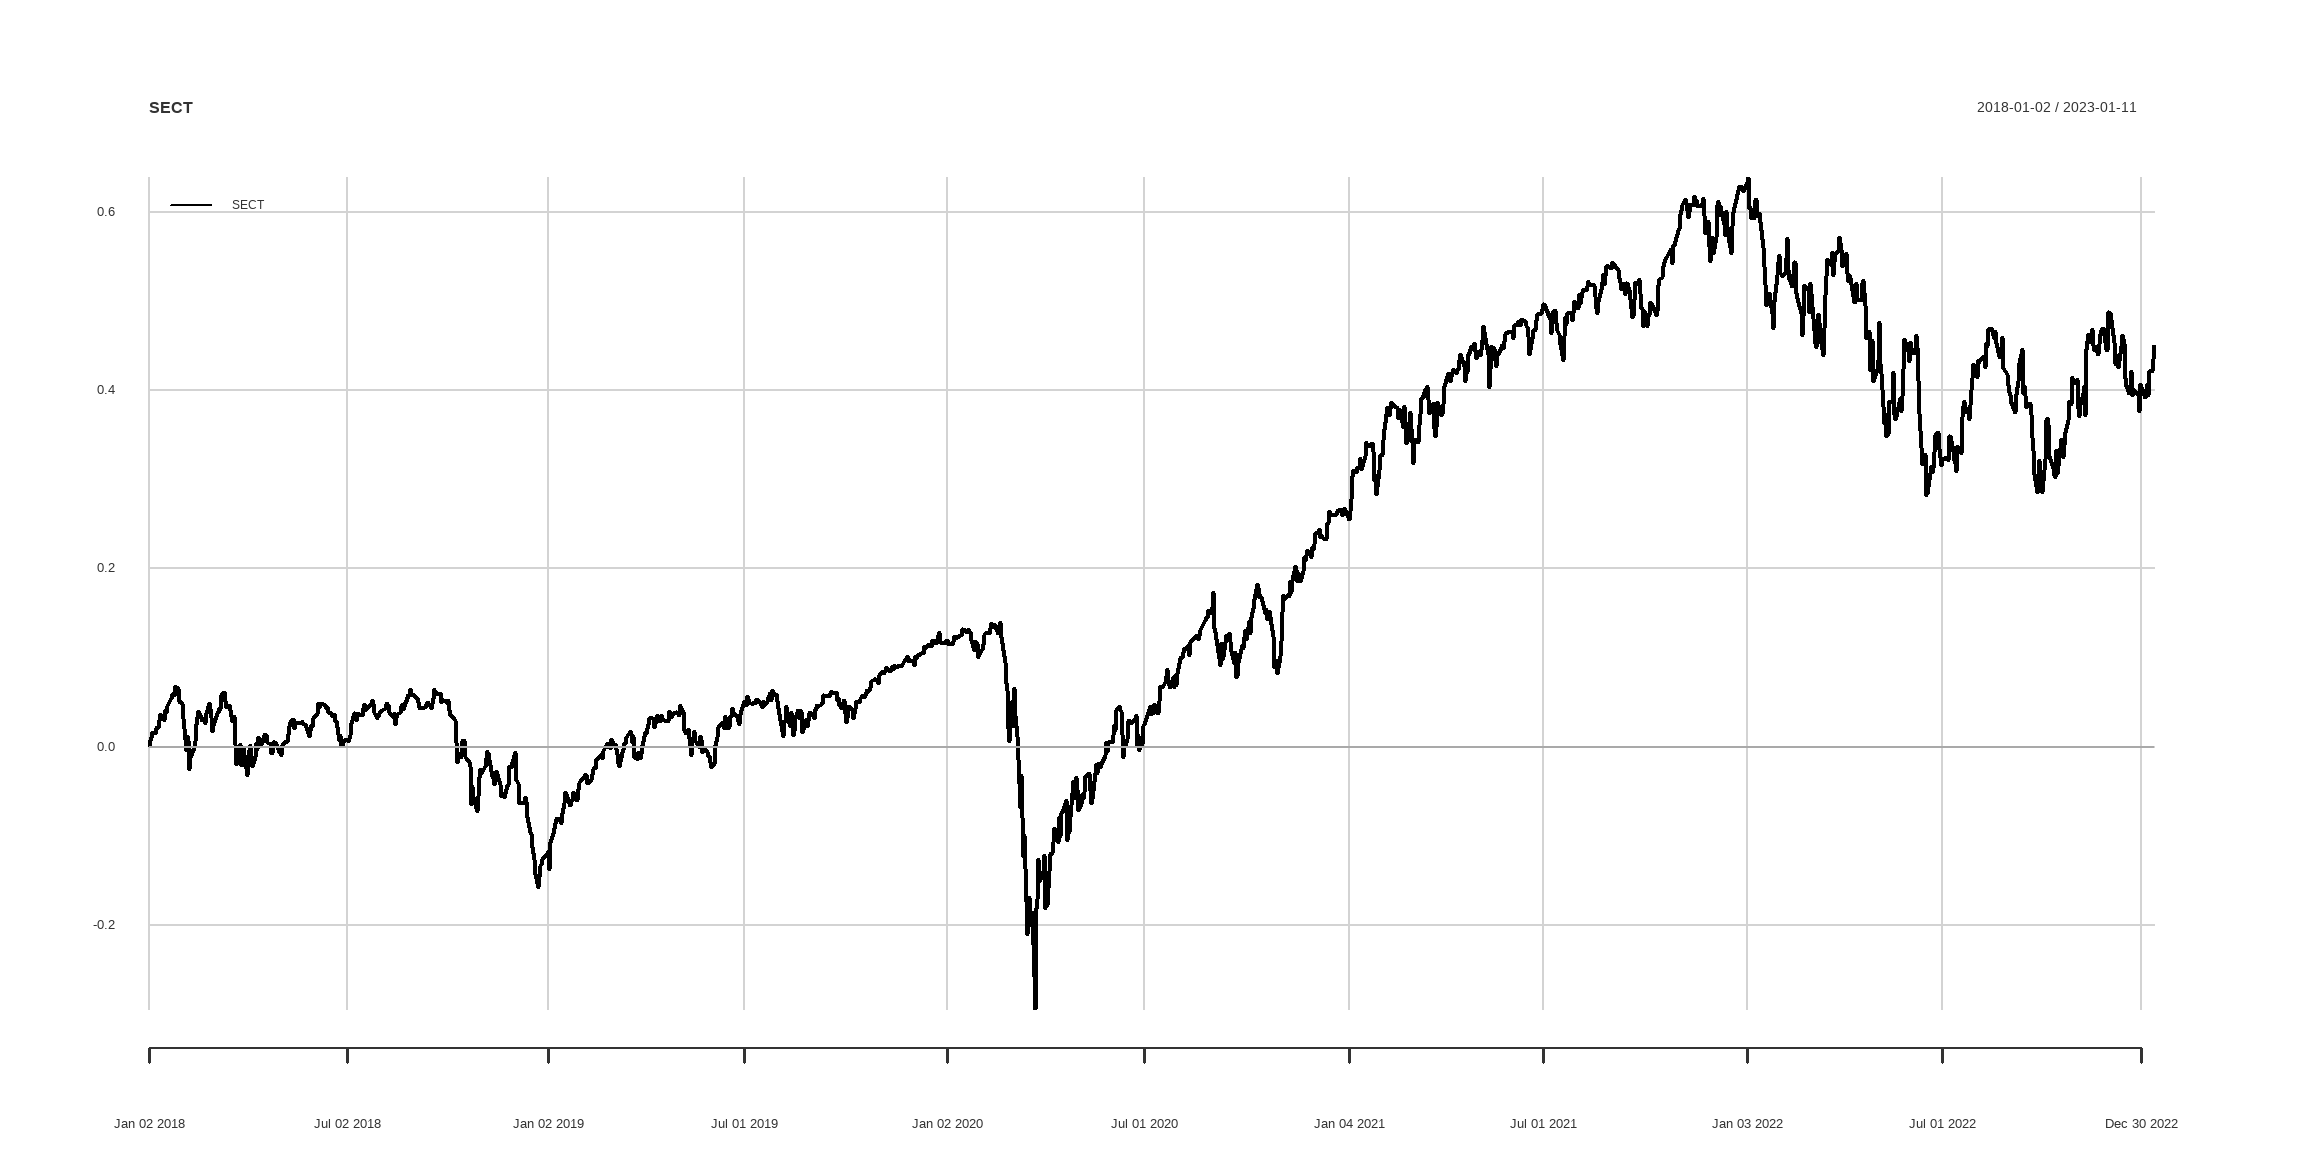 SECT
2018-01-02 / 2023-01-11
SECT
0.6
0.4
0.2
0.0
-0.2
Jan 02 2018
Jul 02 2018
Jan 02 2019
Jul 01 2019
Jan 02 2020
Jul 01 2020
Jan 04 2021
Jul 01 2021
Jan 03 2022
Jul 01 2022
Dec 30 2022